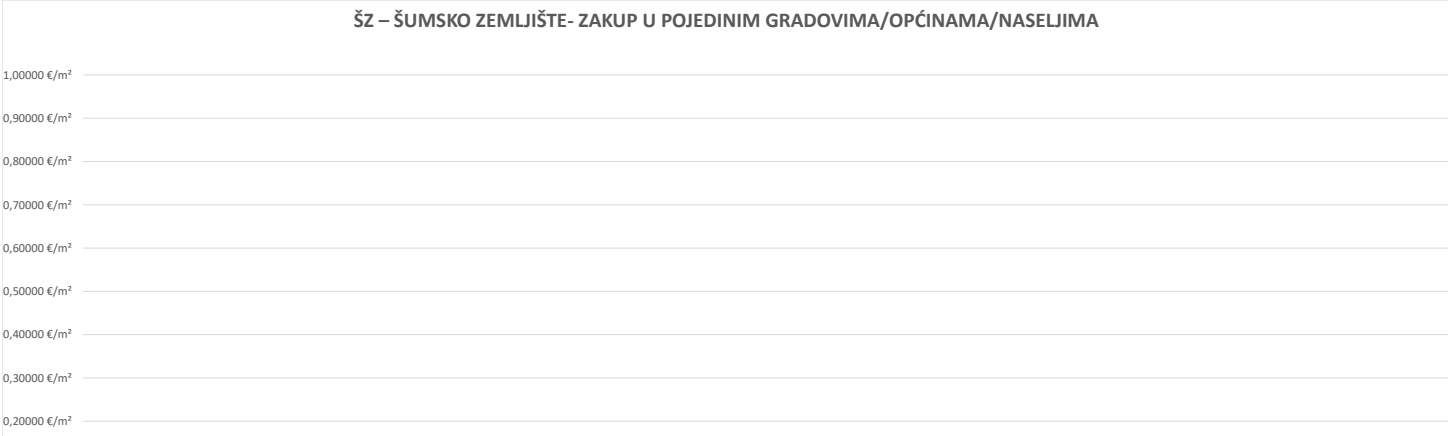 ŠZ – ŠUMSKO ZEMLJIŠTE- ZAKUP U POJEDINIM GRADOVIMA/OPĆINAMA/NASELJIMA
1,00000 €/m²
0,90000 €/m²
0,80000 €/m²
0,70000 €/m²
0,60000 €/m²
0,50000 €/m²
0,40000 €/m²
0,30000 €/m²
0,20000 €/m²